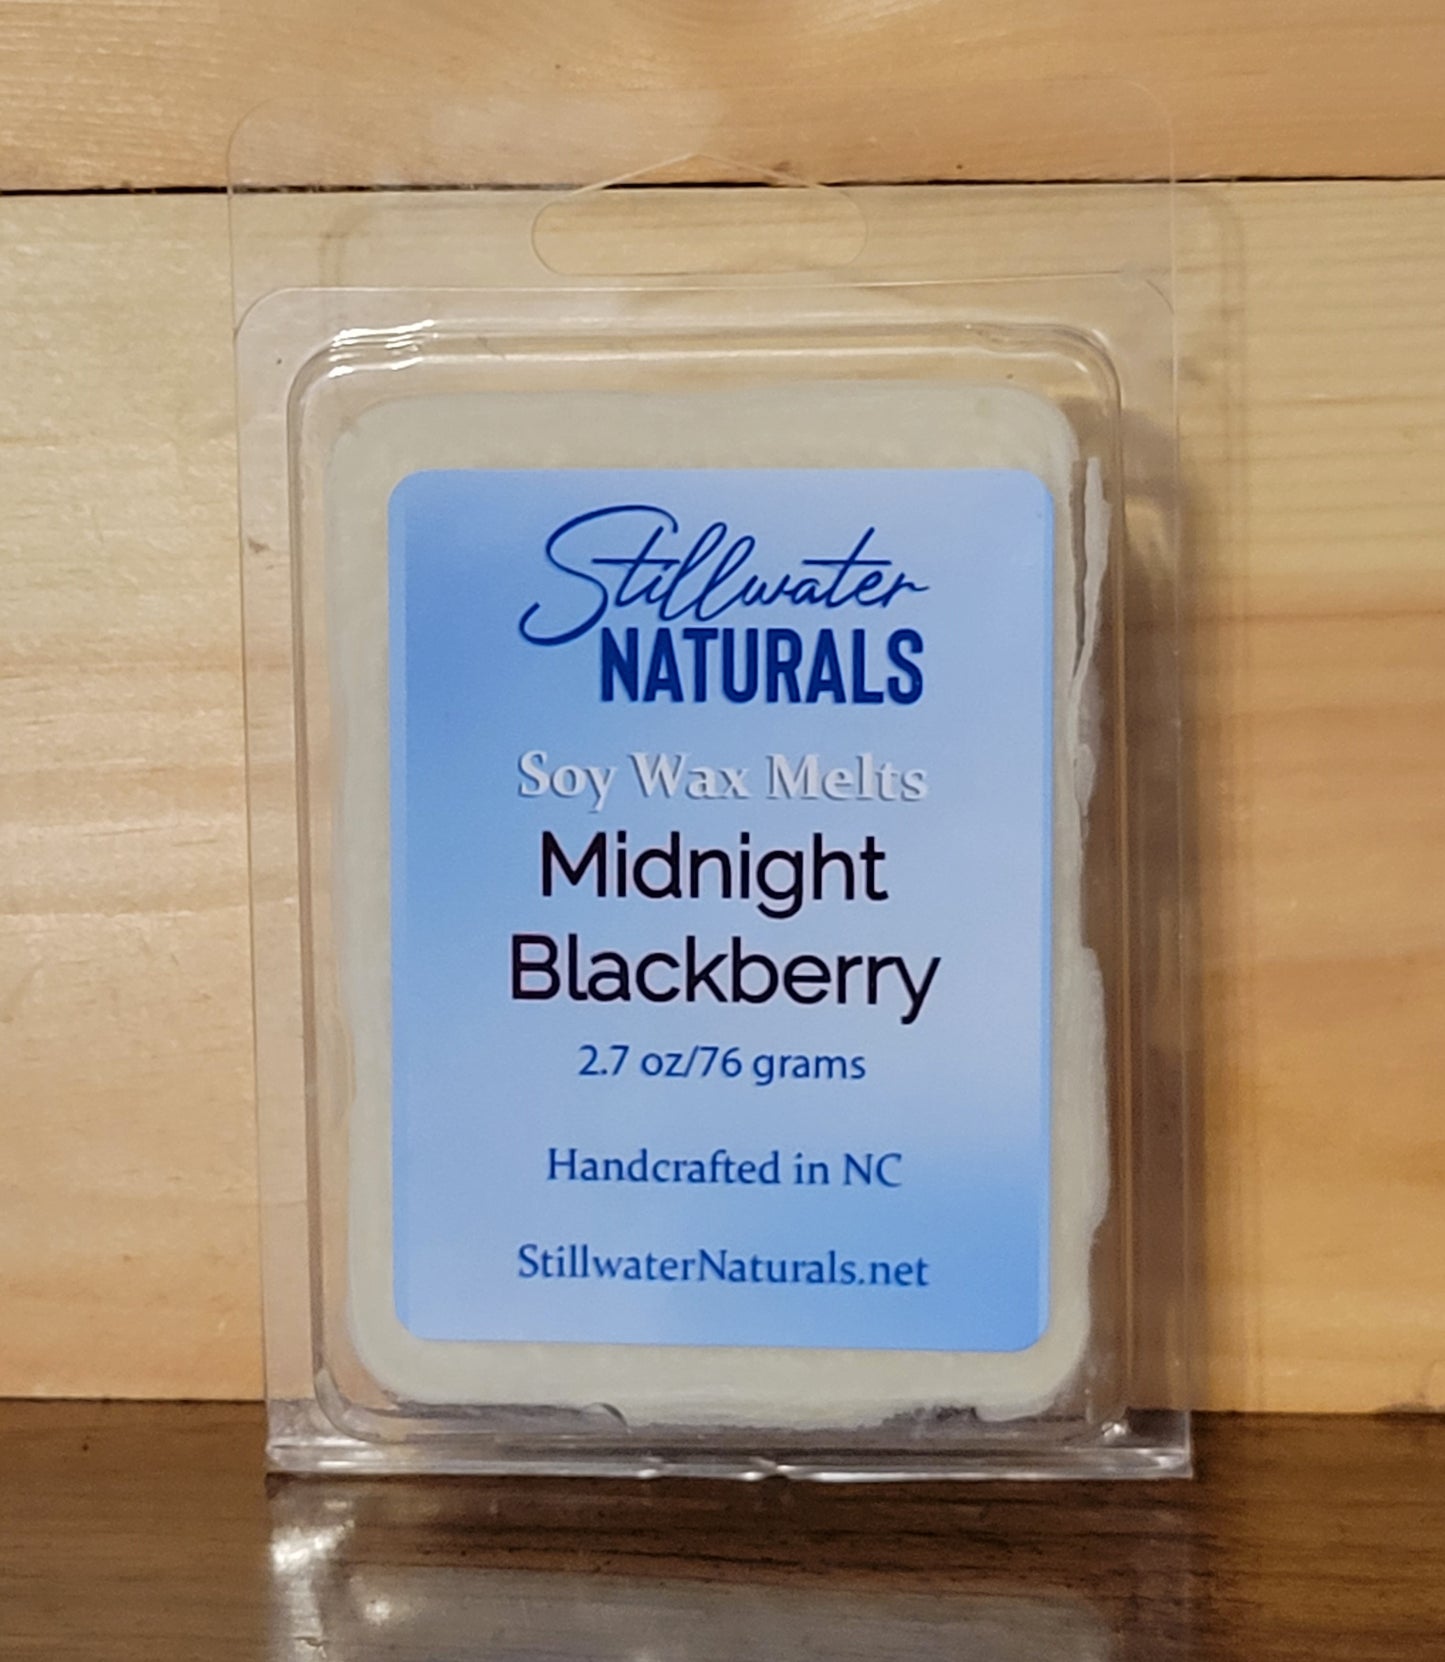 Stillwater
NATURALS
Soy Wax Melts
Midnight
Blackberry
2.7 oz/76 grams
Handcrafted in NC
StillwaterNaturals.net